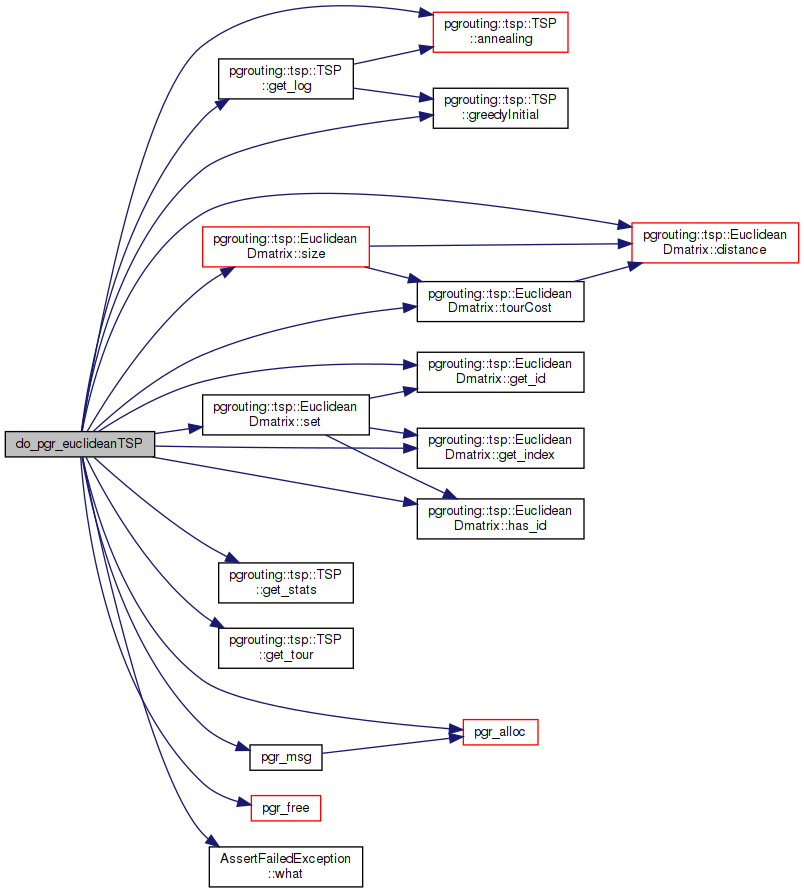 pgrouting::tsp::TSP
::annealing
pgrouting::tsp::TSP
::get_log
pgrouting::tsp::TSP
::greedyInitial
pgrouting::tsp::Euclidean
Dmatrix::size
pgrouting::tsp::Euclidean
Dmatrix::distance
pgrouting::tsp::Euclidean
Dmatrix::tourCost
pgrouting::tsp::Euclidean
Dmatrix::get_id
pgrouting::tsp::Euclidean
Dmatrix::set
do_pgr_euclideanTSP
pgrouting::tsp::Euclidean
Dmatrix::get_index
pgrouting::tsp::Euclidean
Dmatrix::has_id
pgrouting::tsp::TSP
::get_stats
pgrouting::tsp::TSP
::get_tour
pgr_alloc
pgr_msg
pgr_free
AssertFailedException
::what